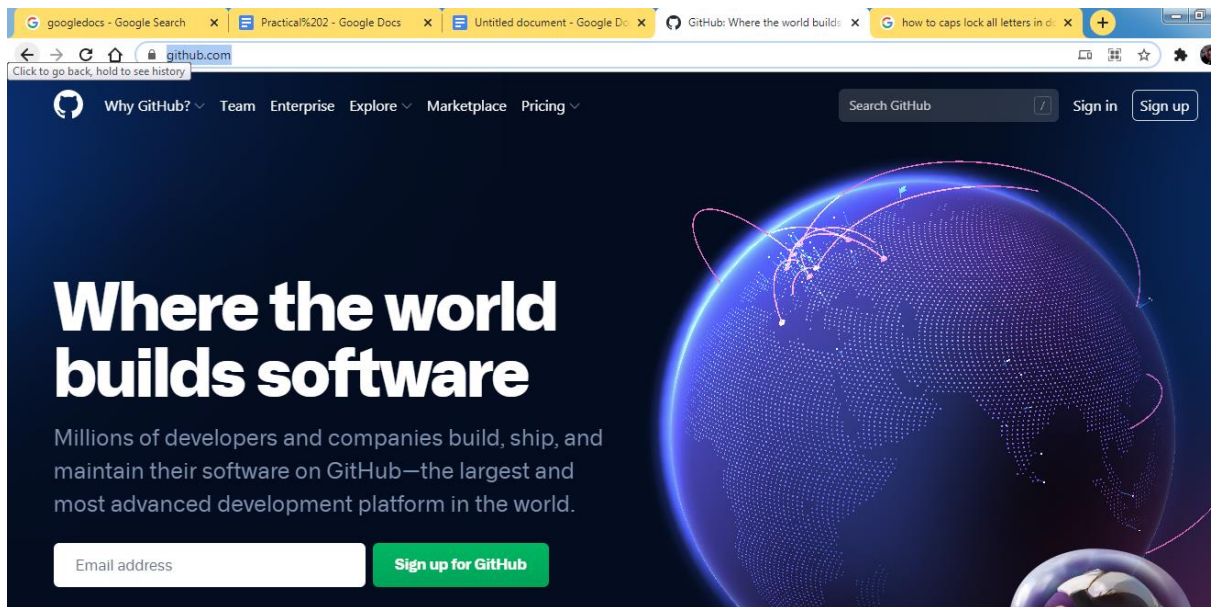 googledocs - Google Search
Practical%202 - Google Docs
Untitled document - Google Do
GitHub: Where the world builds
how to caps lock all letters in do
github.com
Click to go back, hold to see history
Why GitHub? Team Enterprise Explore Marketplace Pricing
Search GitHub /
Sign in Sign up
Where the world
builds software
Millions of developers and companies build, ship, and
maintain their software on GitHub—the largest and
most advanced development platform in the world.
Email address
Sign up for GitHub